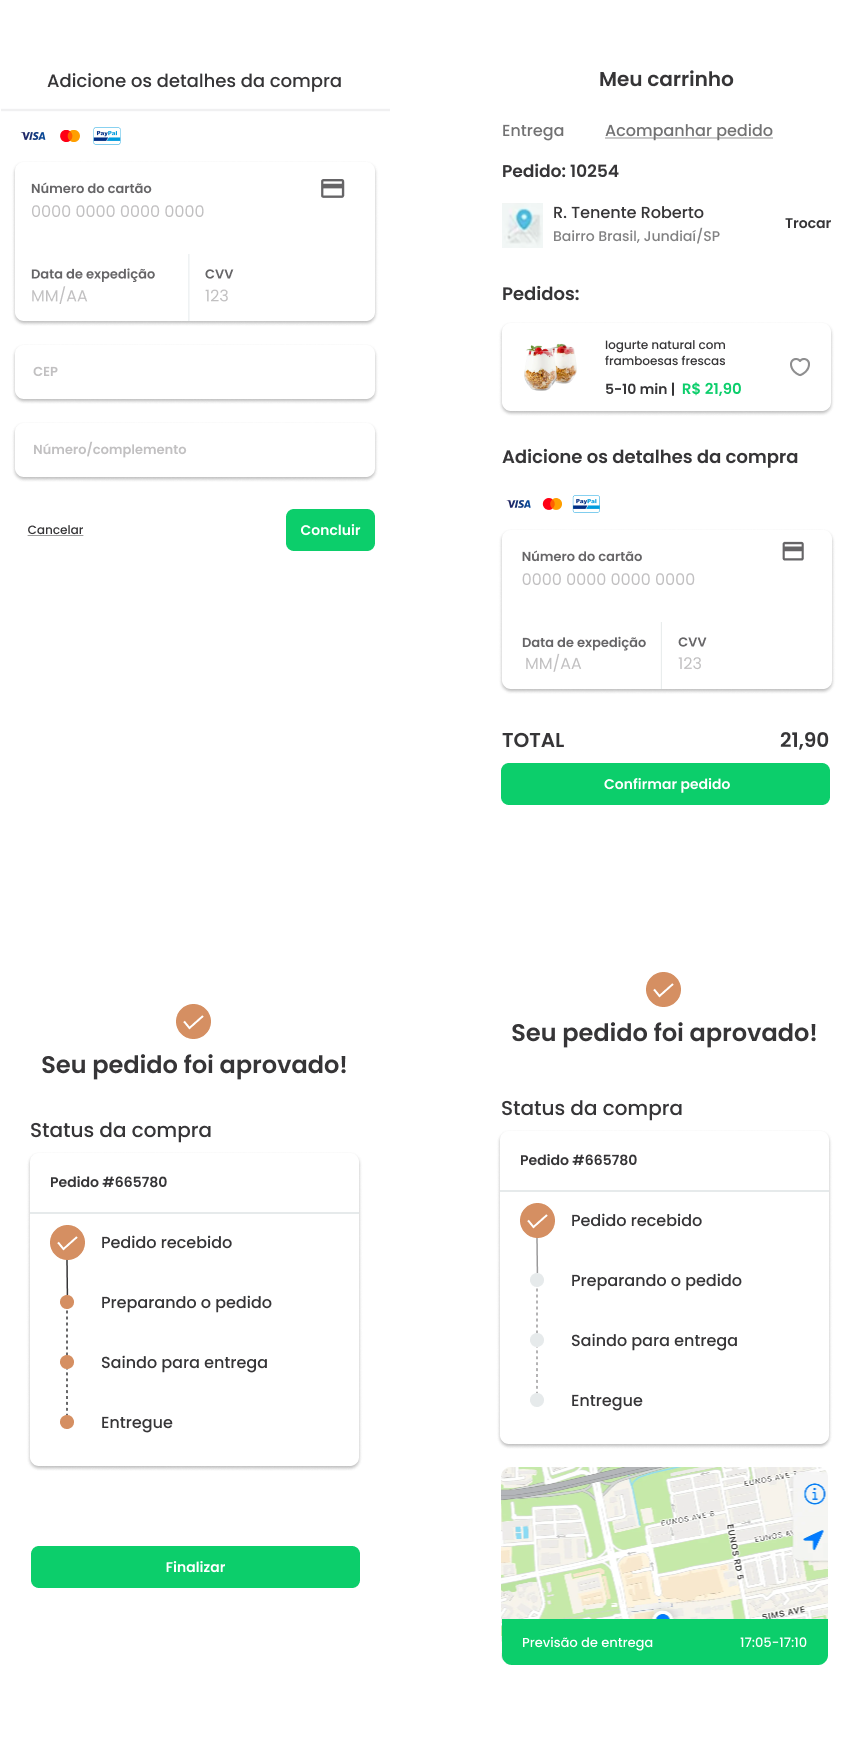 Adicione os detalhes da compra
VISA PayPal
Número do cartão
0000 0000 0000 0000
Data de expedição CVV
MM/AA 123
CEP
Número/complemento
Cancelar Concluir
Meu carrinho
Entrega Acompanhar pedido
Pedido: 10254
R. Tenente Roberto
Bairro Brasil, Jundiaí/SP
Trocar
Pedidos:
Iogurte natural com
framboesas frescas
5-10 min | R$ 21,90
Adicione os detalhes da compra
VISA PayPal
Número do cartão
0000 0000 0000 0000
Data de expedição CVV
MM/AA 123
TOTAL 21,90
Confirmar pedido
Seu pedido foi aprovado!
Status da compra
Pedido #665780
Pedido recebido
Preparando o pedido
Saindo para entrega
Entregue
Finalizar
Seu pedido foi aprovado!
Status da compra
Pedido #665780
Pedido recebido
Preparando o pedido
Saindo para entrega
Entregue
EUNOS AVE
EUNOS AVE
EUNOS
EUNOS RD 5
SIMS AVE
Previsão de entrega 17:05-17:10